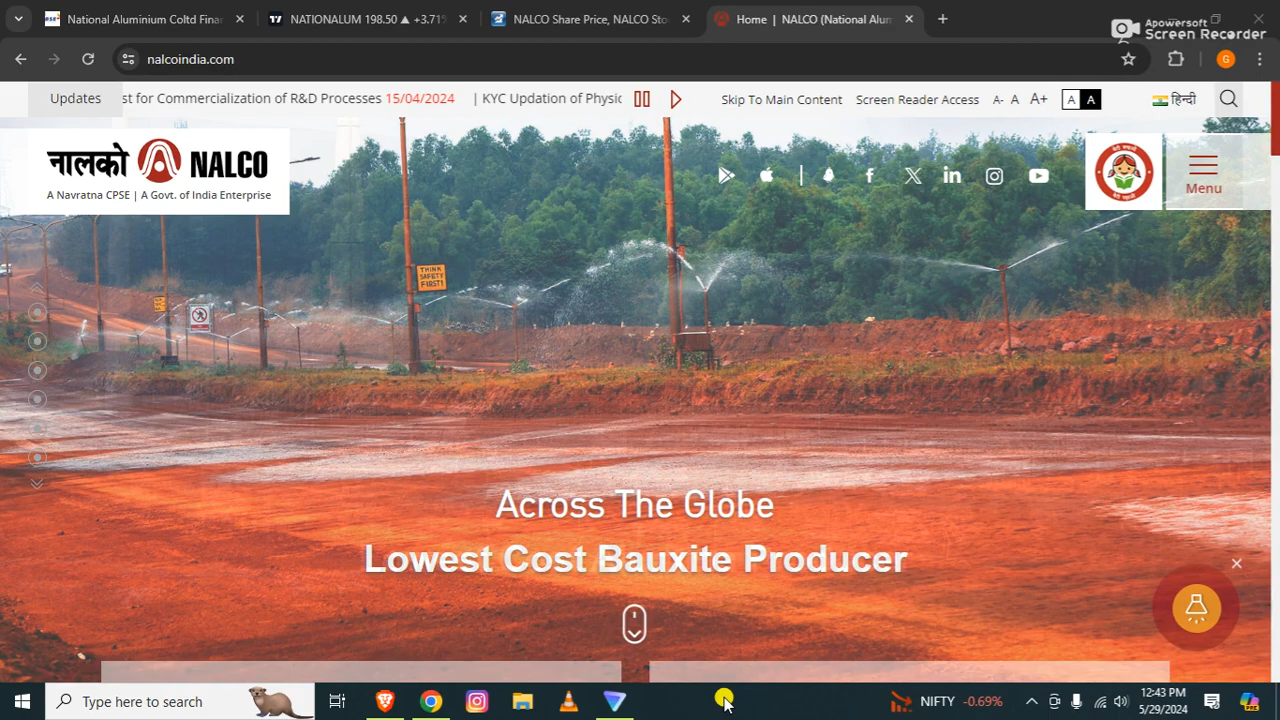 National Aluminium Coltd Fina
NATIONALUM 198.50 ▲ +3.71%
NALCO Share Price, NALCO Sto
Home | NALCO (National Alum
Apowersoft
Screen Recorder
nalcoindia.com
G
Updates
st for Commercialization of R&D Processes 15/04/2024 | KYC Updation of Physic
Skip To Main Content
Screen Reader Access
A- A A+
A A
हिन्दी
नालको NALCO
A Navratna CPSE | A Govt. of India Enterprise
Menu
THINK
SAFETY
FIRST!
Across The Globe
Lowest Cost Bauxite Producer
Type here to search
NIFTY -0.69%
12:43 PM
5/29/2024
PRE